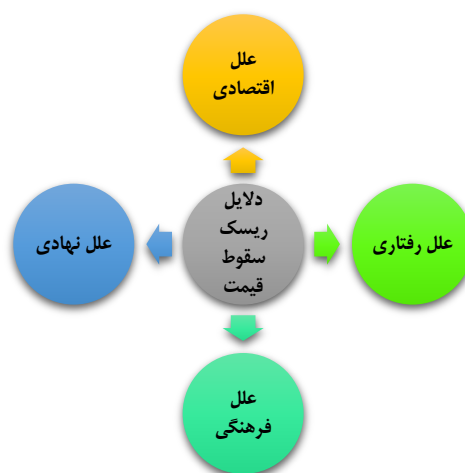 علل
اقتصادی
علل رفتاری
دلایل
ریسک
سقوط
قیمت
علل نهادی
علل
فرهنگی